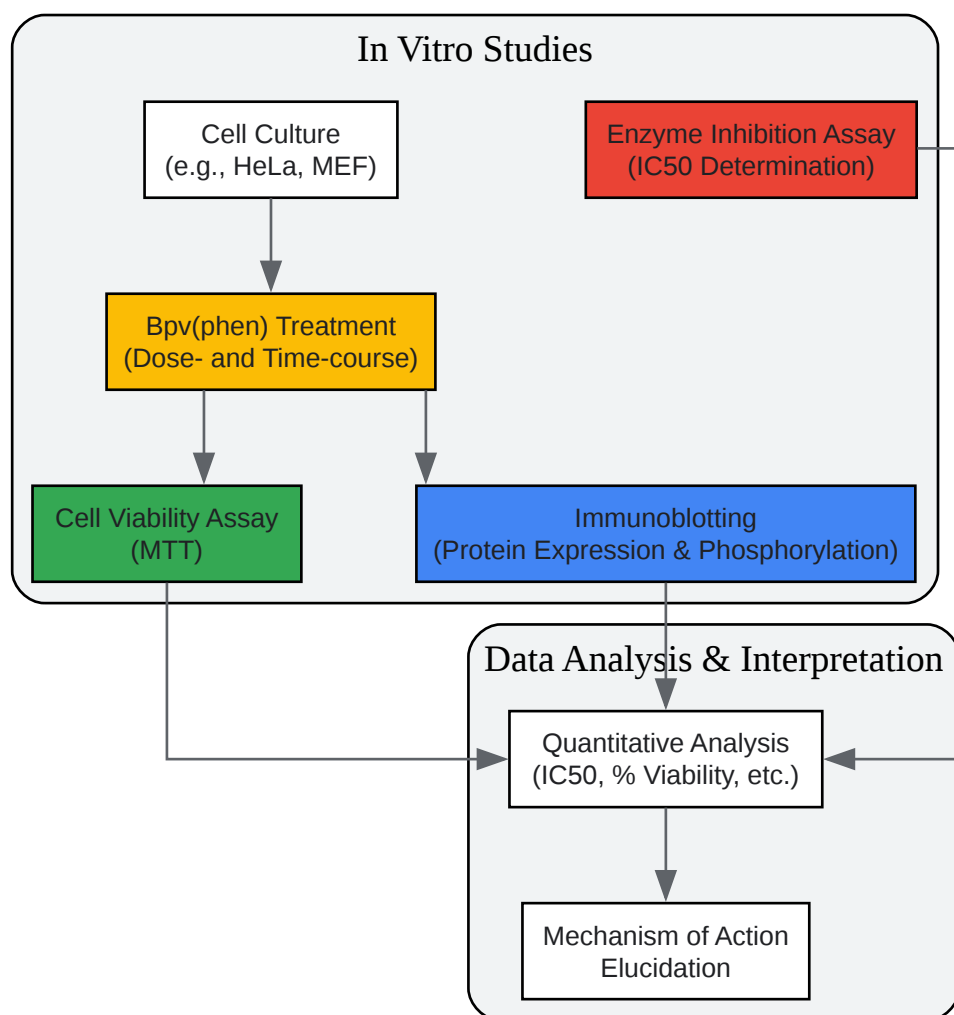 In Vitro Studies
Cell Culture
(e.g., HeLa, MEF)
Enzyme Inhibition Assay
(IC50 Determination)
Bpv(phen) Treatment
(Dose- and Time-course)
Cell Viability Assay
(MTT)
Immunoblotting
(Protein Expression & Phosphorylation)
Data Analysis & Interpretation
Quantitative Analysis
(IC50, % Viability, etc.)
Mechanism of Action
Elucidation